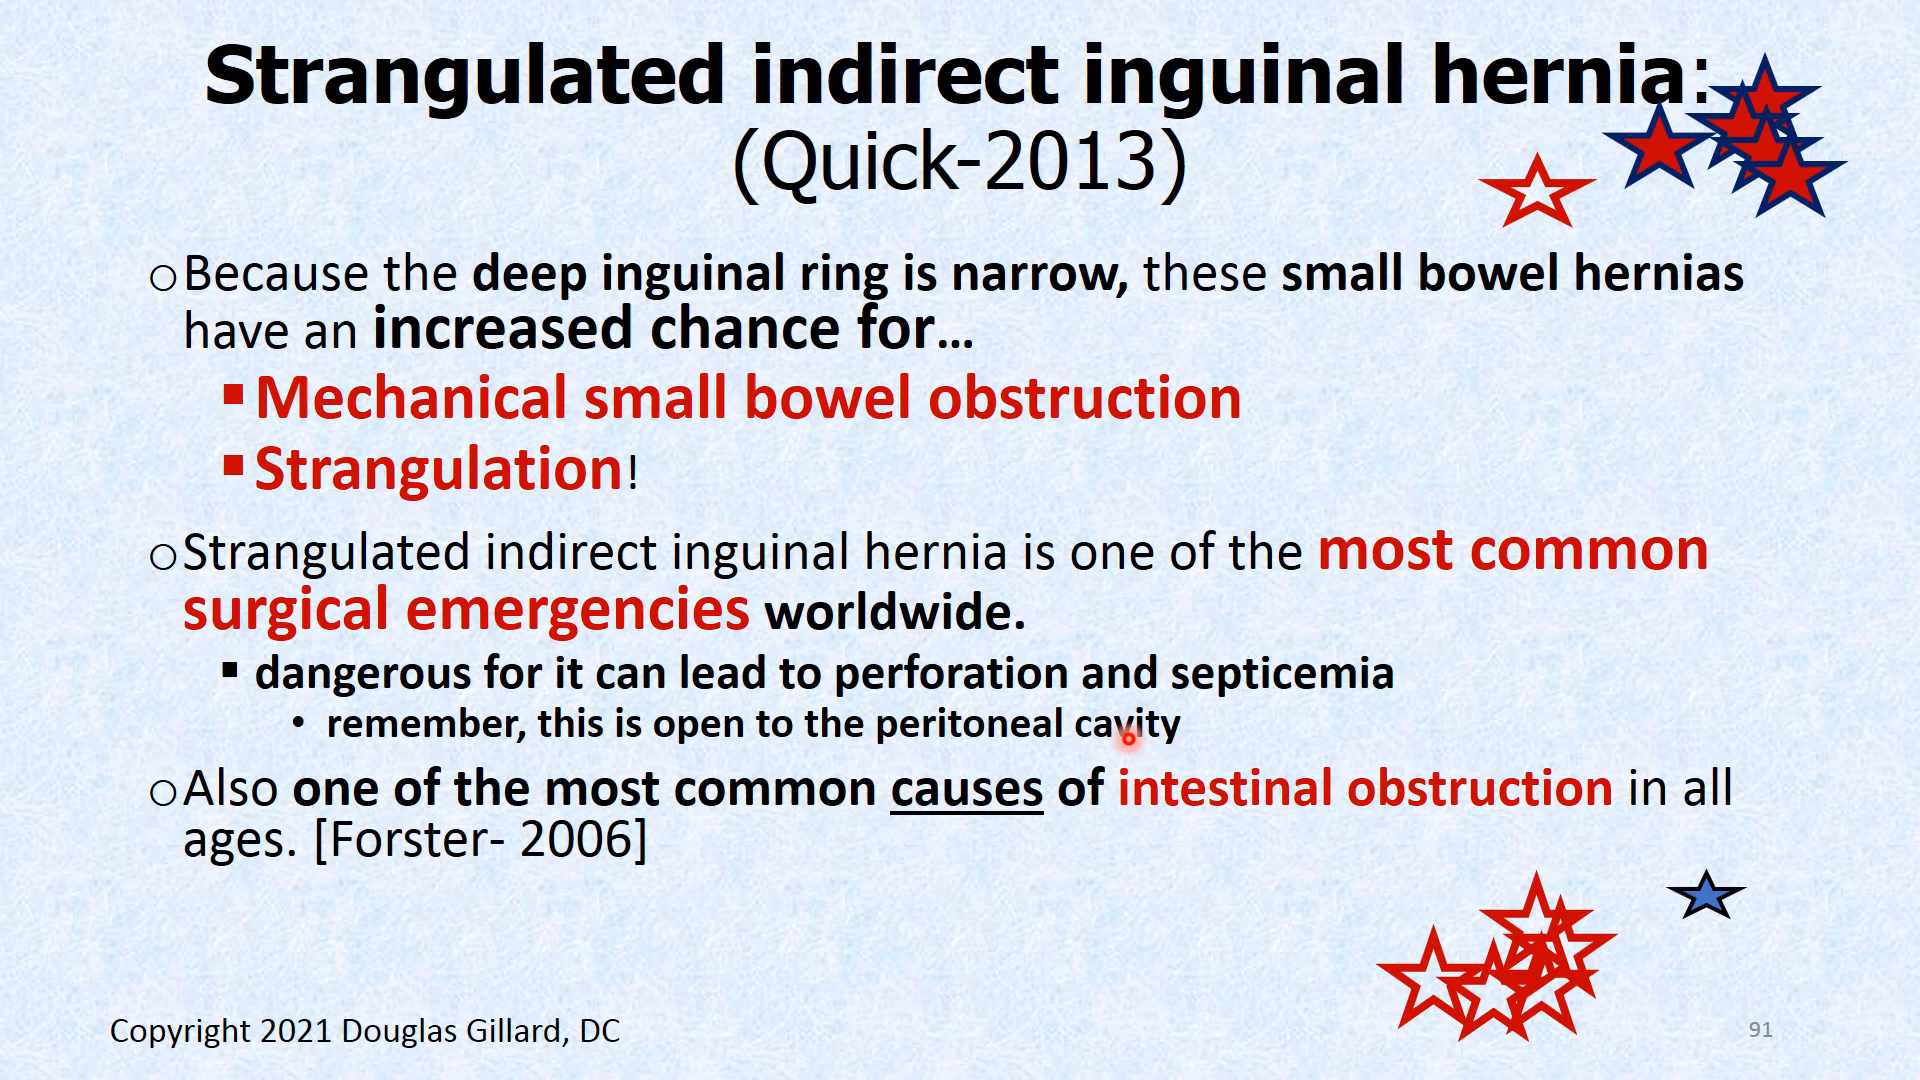 Strangulated indirect inguinal hernia:
(Quick-2013)
Because the deep inguinal ring is narrow, these small bowel hernias
have an increased chance for…
Mechanical small bowel obstruction
Strangulation!
Strangulated indirect inguinal hernia is one of the most common
surgical emergencies worldwide.
dangerous for it can lead to perforation and septicemia
remember, this is open to the peritoneal cavity
Also one of the most common causes of intestinal obstruction in all
ages. [Forster- 2006]
Copyright 2021 Douglas Gillard, DC
91